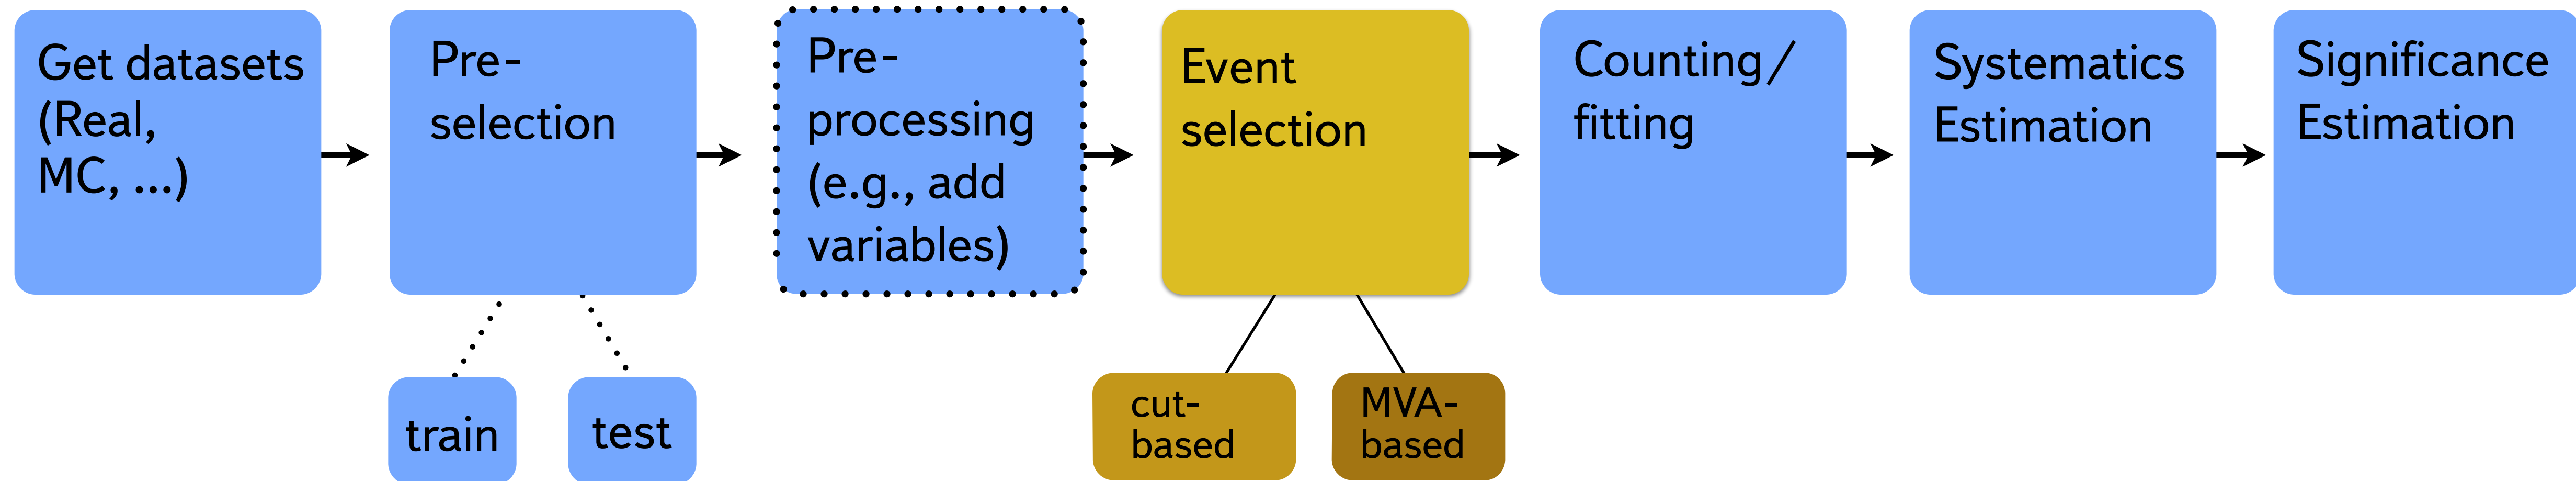 Get datasets
(Real,
MC, ...)
Pre-
selection
Pre-
processing
(e.g., add
variables)
Event
selection
Counting/
fitting
Systematics
Estimation
Significance
Estimation
train
test
cut-
based
MVA-
based